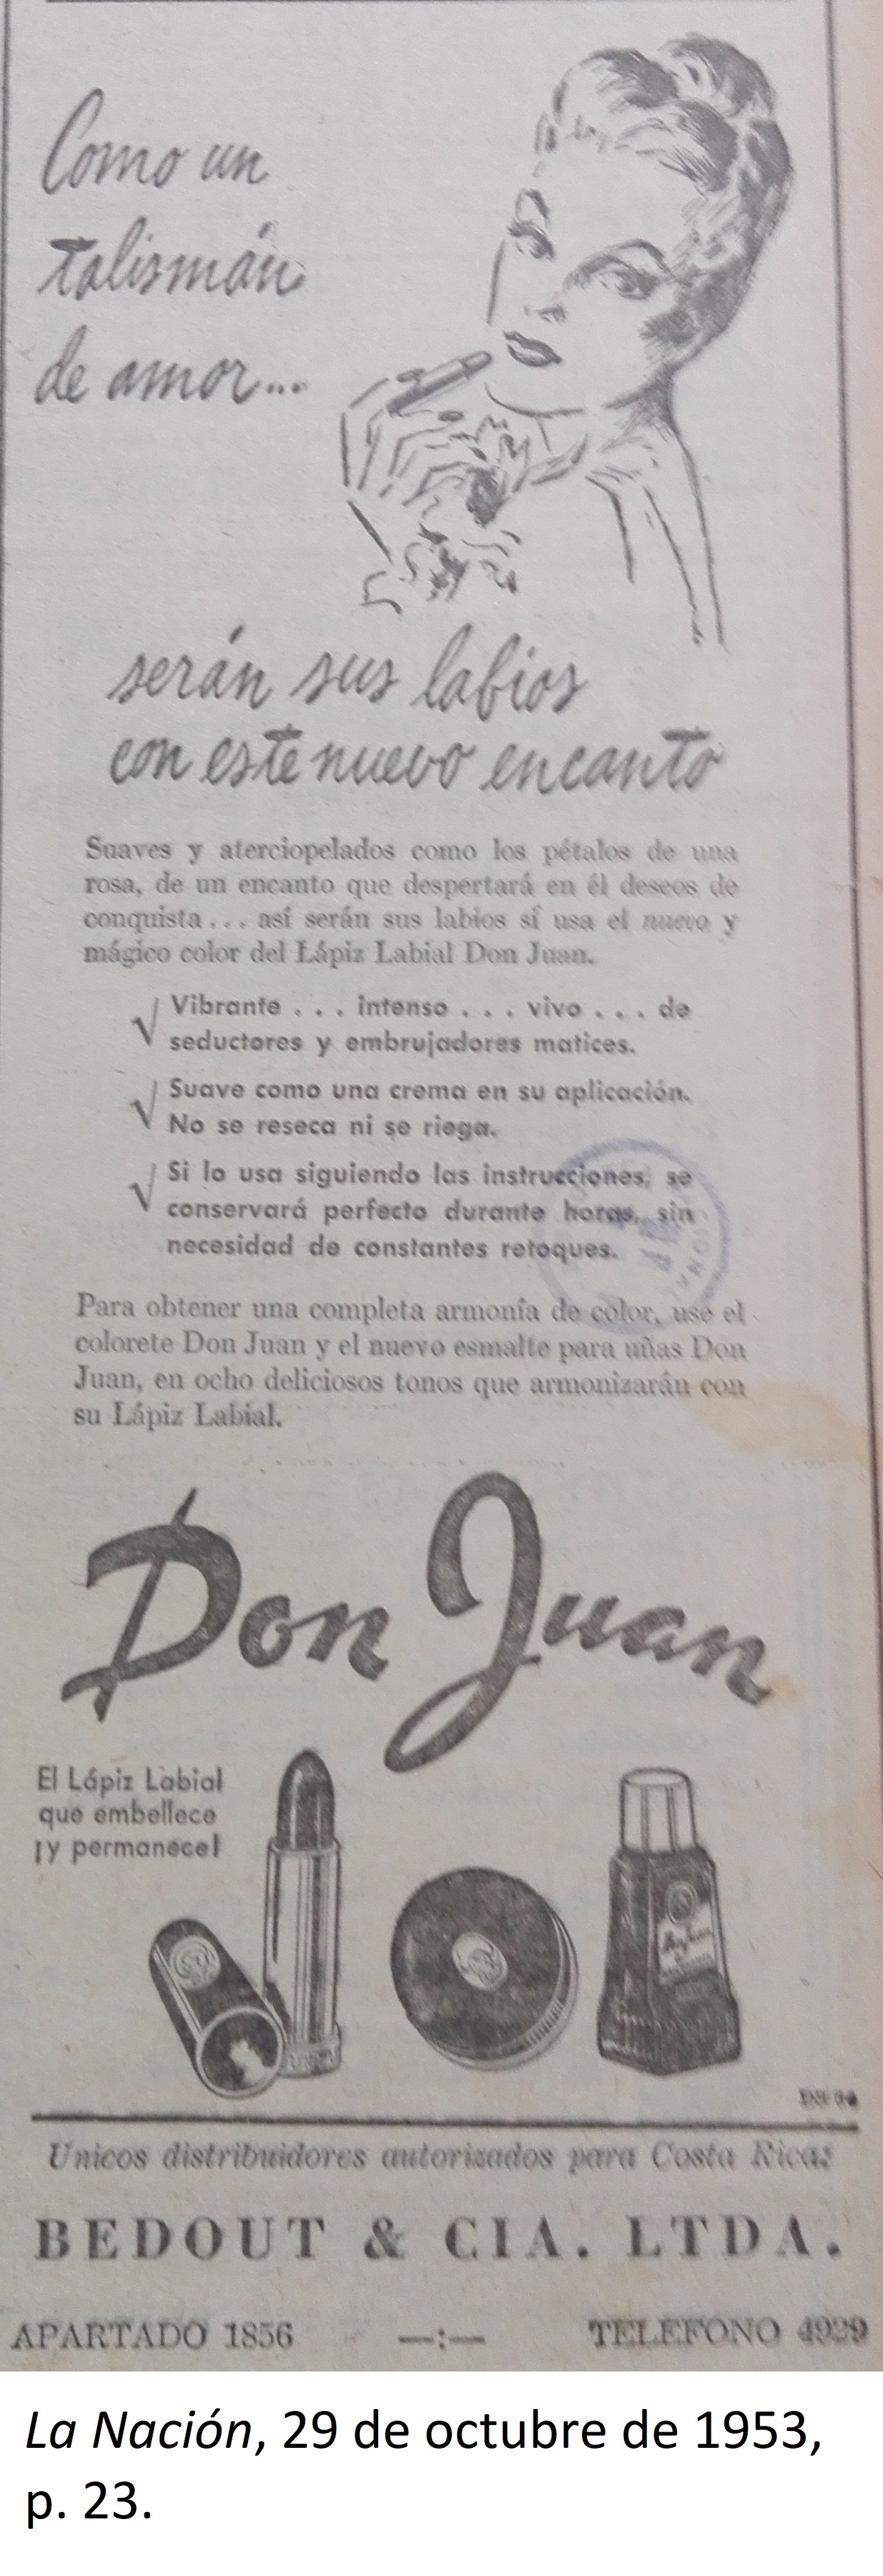 Como un
talismán
de amor...
serán sus labios
con este nuevo encanto
Suaves y aterciopelados como los pétalos de una
rosa, de un encanto que despertará en él deseos de
conquista... así serán sus labios si usa el nuevo y
mágico color del Lápiz Labial Don Juan.
√ Vibrante . . . intenso . . . vivo . . . de
seductores y embrujadores matices.
√ Suave como una crema en su aplicación.
No se reseca ni se riega.
√ Si lo usa siguiendo las instrucciones, se
conservará perfecto durante horas, sin
necesidad de constantes retoques.
Para obtener una completa armonía de color, use el
colorete Don Juan y el nuevo esmalte para uñas Don
Juan, en ocho deliciosos tonos que armonizarán con
su Lápiz Labial.
Don Juan
El Lápiz Labial
que embellece
¡y permanece!
Unicos distribuidores autorizados para Costa Rica:
BEDOUT & CIA. LTDA.
APARTADO 1856 —:— TELEFONO 4929
La Nación, 29 de octubre de 1953,
p. 23.